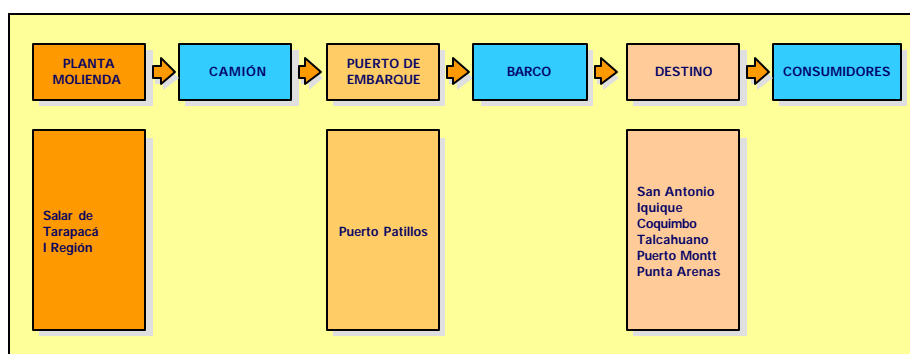 PLANTA
MOLIENDA
CAMIÓN
PUERTO DE
EMBARQUE
BARCO
DESTINO
CONSUMIDORES
Salar de
Tarapacá
I Región
Puerto Patillos
San Antonio
Iquique
Coquimbo
Talcahuano
Puerto Montt
Punta Arenas